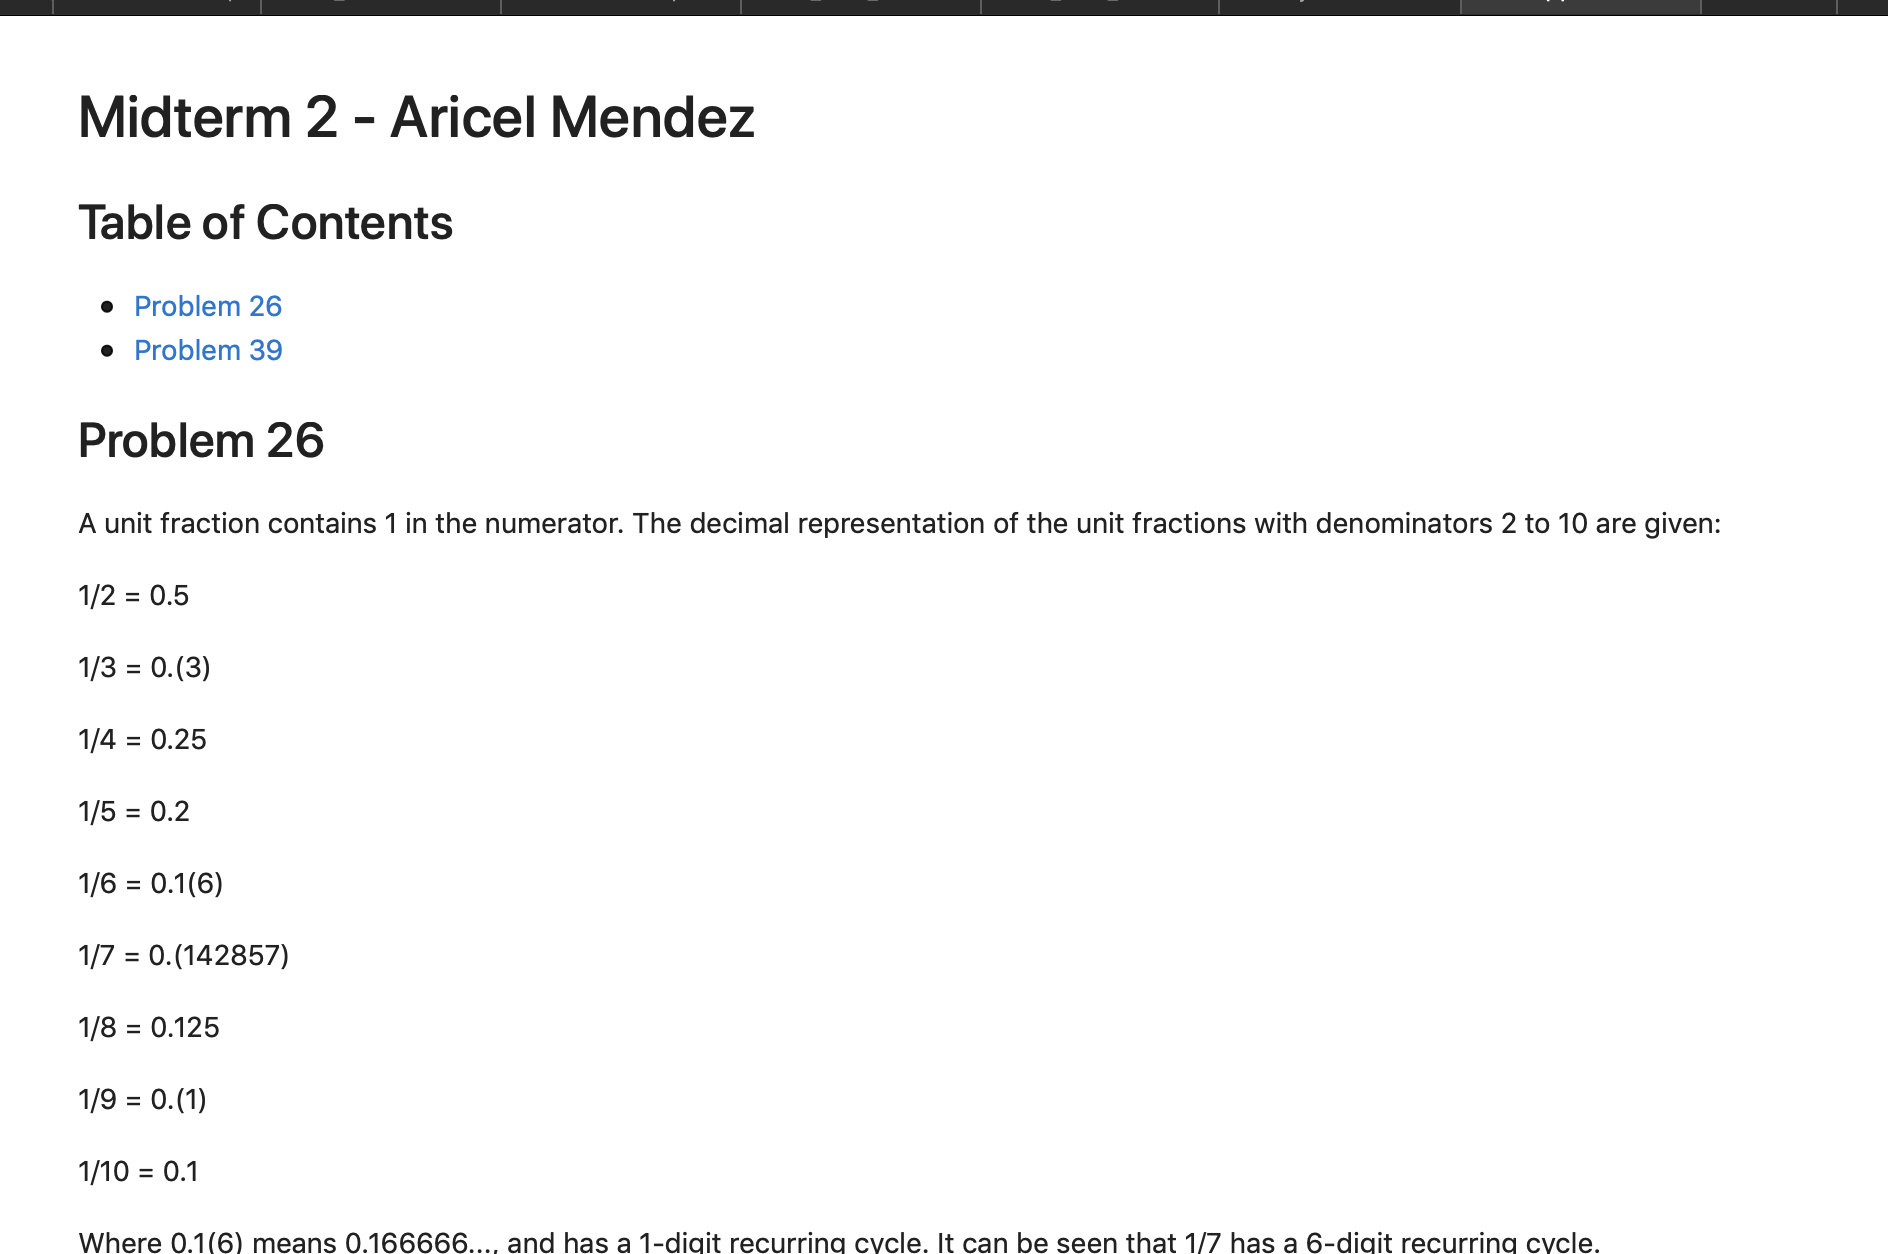 Midterm 2 - Aricel Mendez
Table of Contents
Problem 26
Problem 39
Problem 26
A unit fraction contains 1 in the numerator. The decimal representation of the unit fractions with denominators 2 to 10 are given:
1/2 = 0.5
1/3 = 0.(3)
1/4 = 0.25
1/5 = 0.2
1/6 = 0.1(6)
1/7 = 0.(142857)
1/8 = 0.125
1/9 = 0.(1)
1/10 = 0.1
Where 0.1(6) means 0.166666..., and has a 1-digit recurring cycle. It can be seen that 1/7 has a 6-digit recurring cycle.